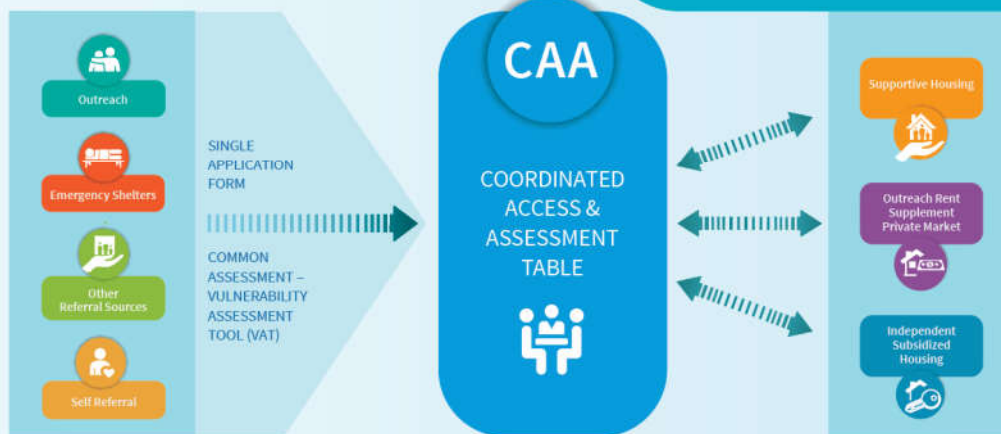 Outreach
Emergency Shelters
Other
Referral Sources
Self Referral
SINGLE
APPLICATION
FORM
COMMON
ASSESSMENT –
VULNERABILITY
ASSESSMENT
TOOL (VAT)
CAA
COORDINATED
ACCESS &
ASSESSMENT
TABLE
Supportive Housing
Outreach Rent
Supplement
Private Market
Independent
Subsidized
Housing